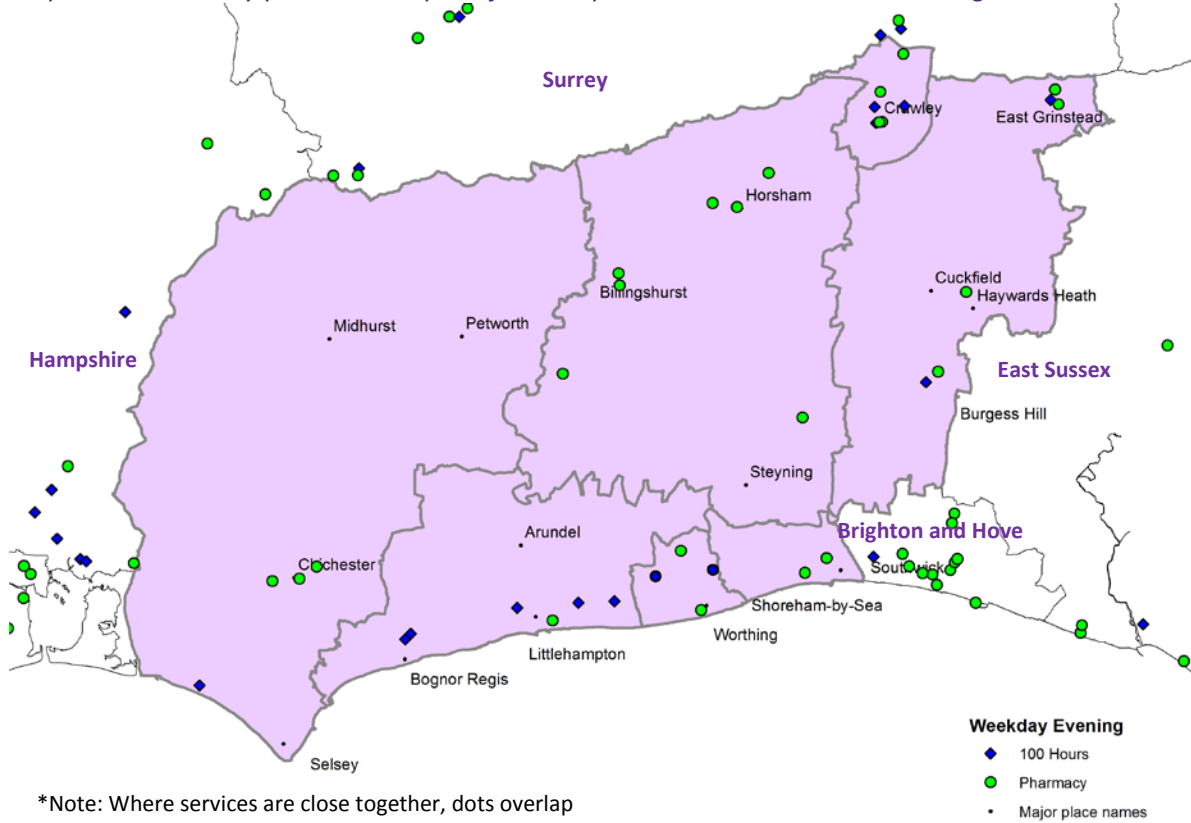 Surrey
Crawley
East Grinstead
Horsham
Cuckfield
Haywards Heath
Billingshurst
Midhurst
Petworth
Hampshire
East Sussex
Burgess Hill
Steyning
Arundel
Brighton and Hove
Chichester
Southwick
Shoreham-by-Sea
Worthing
Littlehampton
Bognor Regis
Selsey
Weekday Evening
100 Hours
Pharmacy
Major place names
*Note: Where services are close together, dots overlap